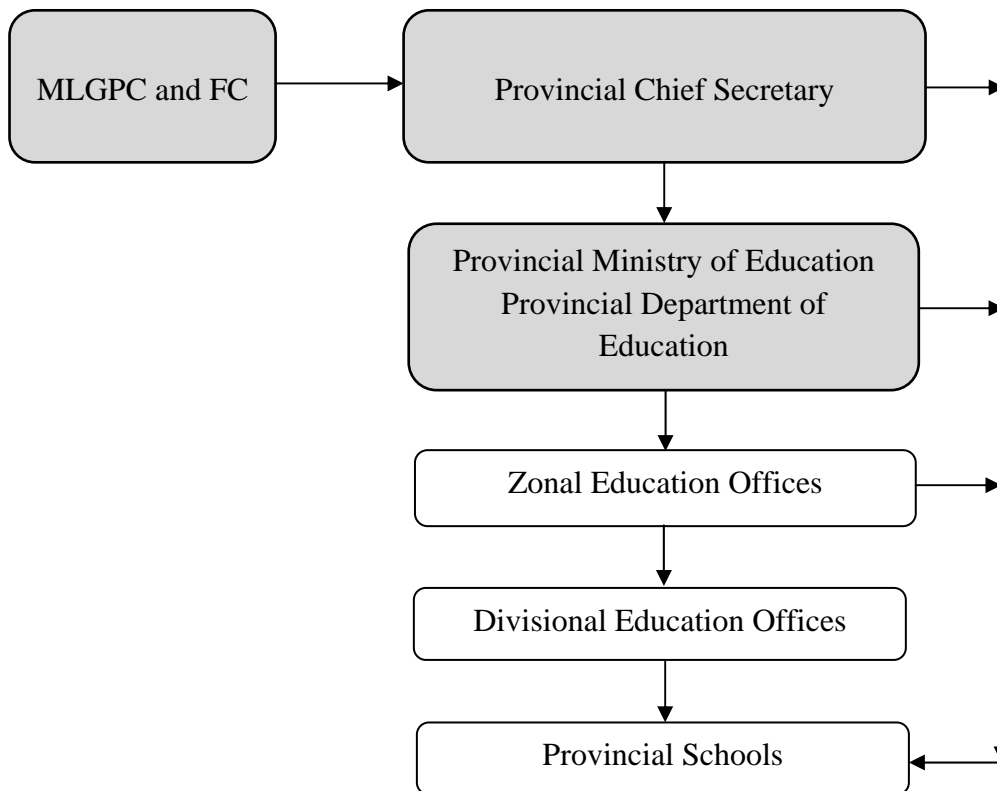 MLGPC and FC
Provincial Chief Secretary
Provincial Ministry of Education
Provincial Department of
Education
Zonal Education Offices
Divisional Education Offices
Provincial Schools